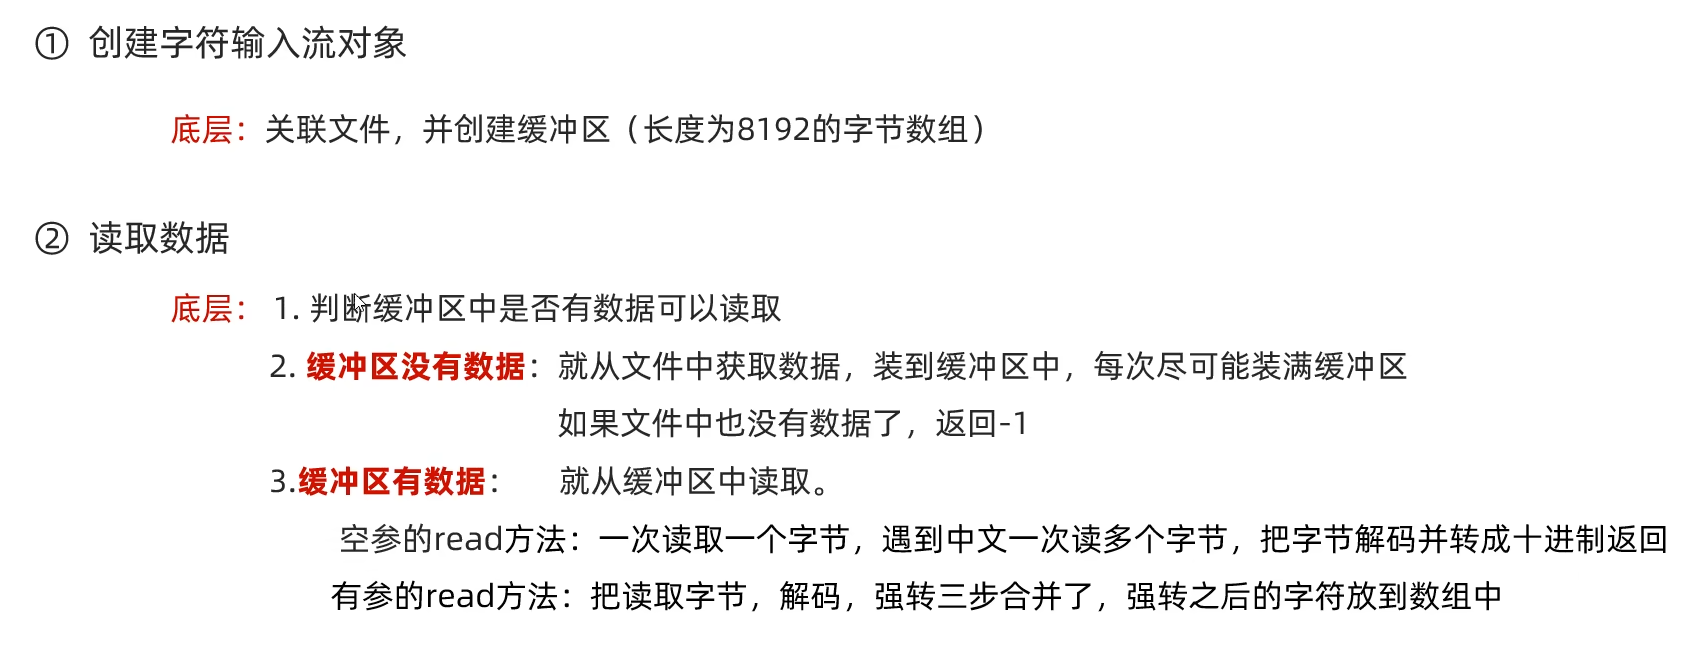 ① 创建字符输入流对象
底层：关联文件，并创建缓冲区（长度为8192的字节数组）
② 读取数据
底层： 1. 判断缓冲区中是否有数据可以读取
2. 缓冲区没有数据：就从文件中获取数据，装到缓冲区中，每次尽可能装满缓冲区
如果文件中也没有数据了，返回-1
3.缓冲区有数据： 就从缓冲区中读取。
空参的read方法：一次读取一个字节，遇到中文一次读多个字节，把字节解码并转成十进制返回
有参的read方法：把读取字节，解码，强转三步合并了，强转之后的字符放到数组中